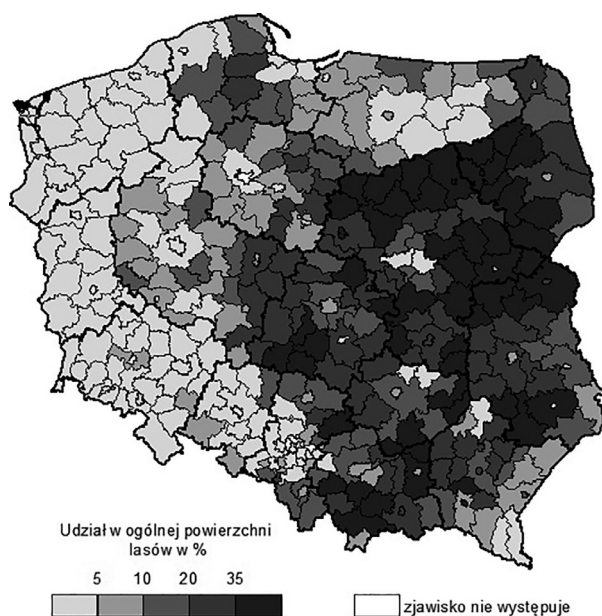 Udział w ogólnej powierzchni
lasów w %
5 10 20 35
zjawisko nie występuje